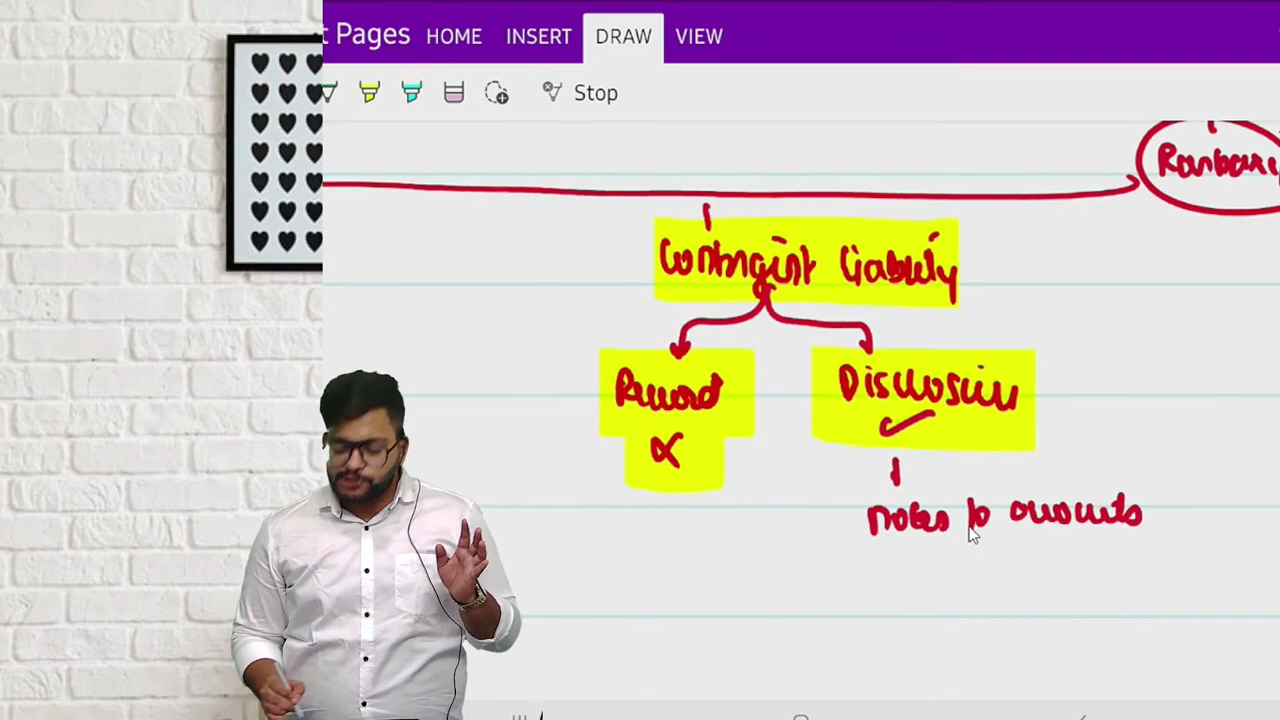 t Pages HOME INSERT DRAW VIEW
Stop
Contingent Liability
Record Disclosure
notes to accounts